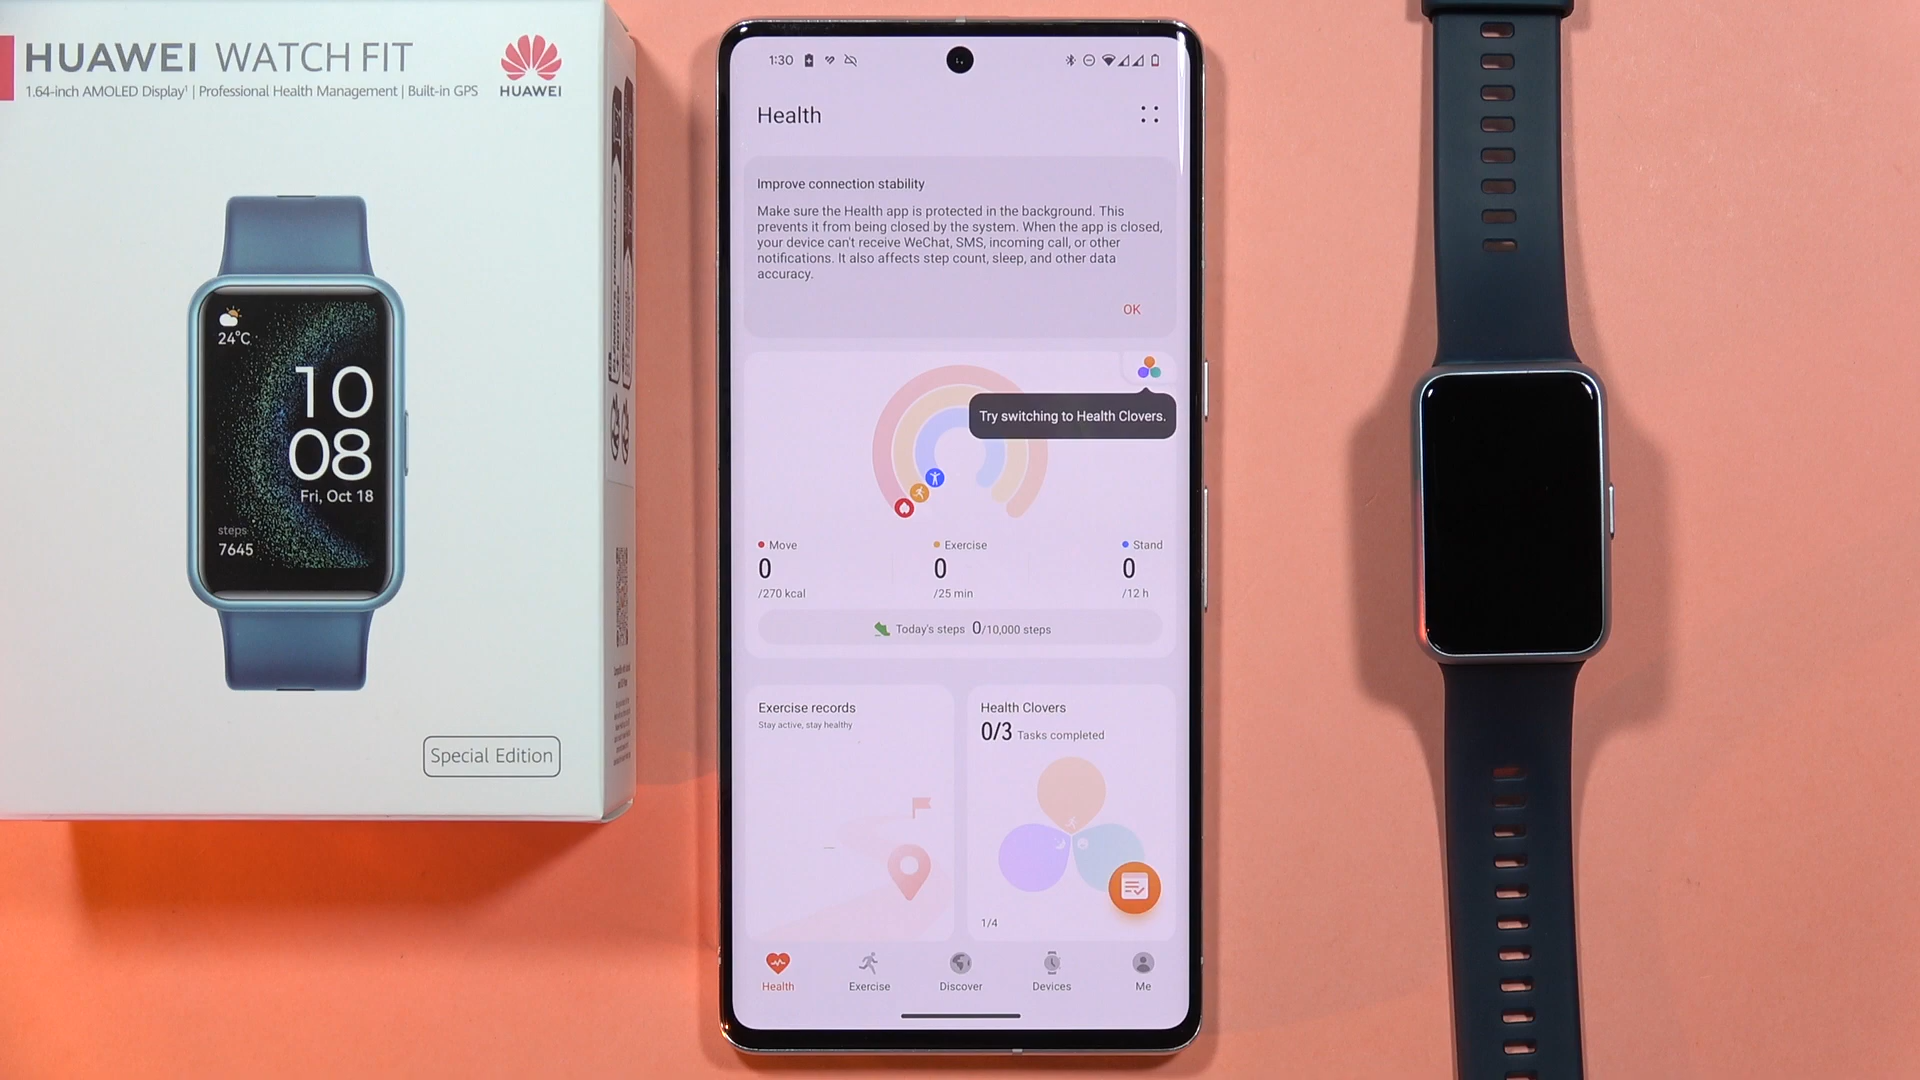 HUAWEI WATCH FIT
1.64-inch AMOLED Display¹ | Professional Health Management | Built-in GPS
HUAWEI
24°C
10
08
Fri, Oct 18
steps
7645
Special Edition
1:30
Health
Improve connection stability
Make sure the Health app is protected in the background. This
prevents it from being closed by the system. When the app is closed,
your device can't receive WeChat, SMS, incoming call, or other
notifications. It also affects step count, sleep, and other data
accuracy.
OK
Try switching to Health Clovers.
Move
Exercise
Stand
0
0
0
/270 kcal
/25 min
/12 h
Today's steps 0/10,000 steps
Exercise records
Stay active, stay healthy
Health Clovers
0/3 Tasks completed
1/4
Health
Exercise
Discover
Devices
Me